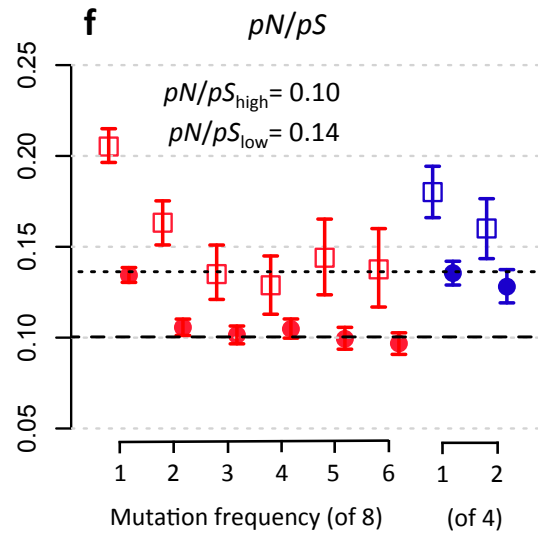 f
pN/pS
pN/pShigh= 0.10
pN/pSlow= 0.14
0.25
0.20
0.15
0.10
0.05
1 2 3 4 5 6 1 2
Mutation frequency (of 8) (of 4)